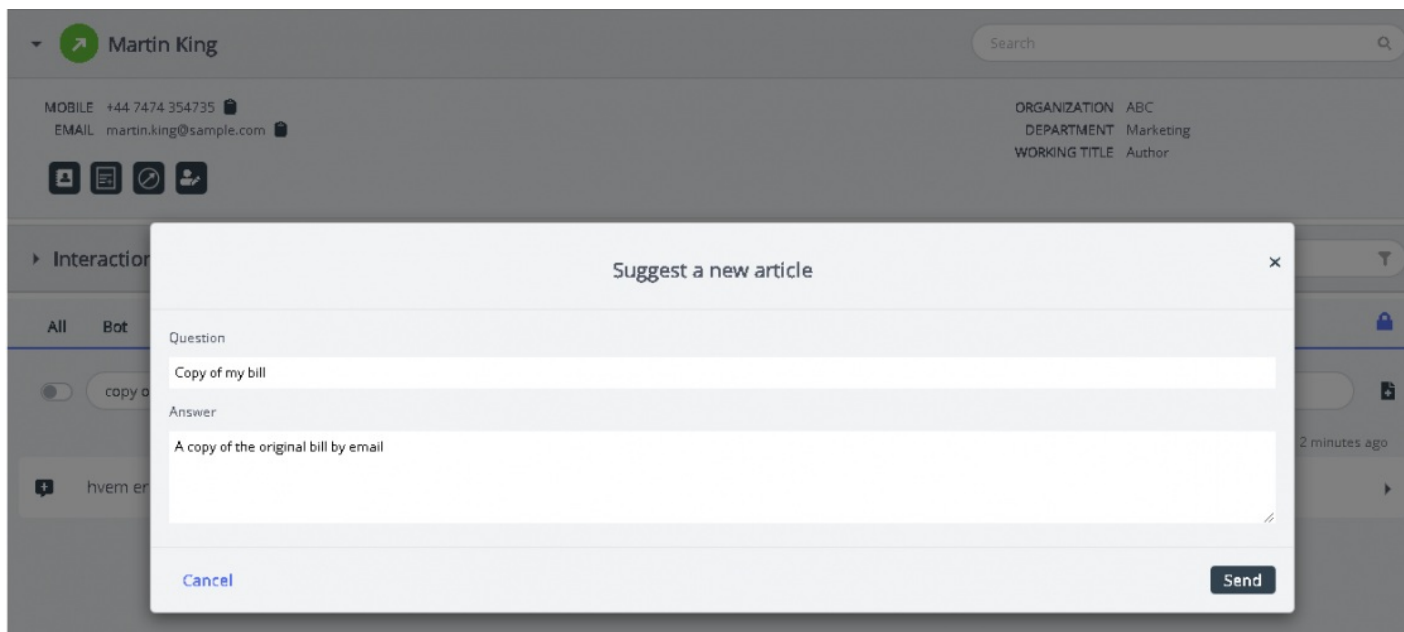 Martin King
Search
MOBILE +44 7474 354735
EMAIL martin.king@sample.com
ORGANIZATION ABC
DEPARTMENT Marketing
WORKING TITLE Author
Interaction
Suggest a new article
×
All Bot
Question
Copy of my bill
copy o
Answer
A copy of the original bill by email
2 minutes ago
hvem er
Cancel
Send